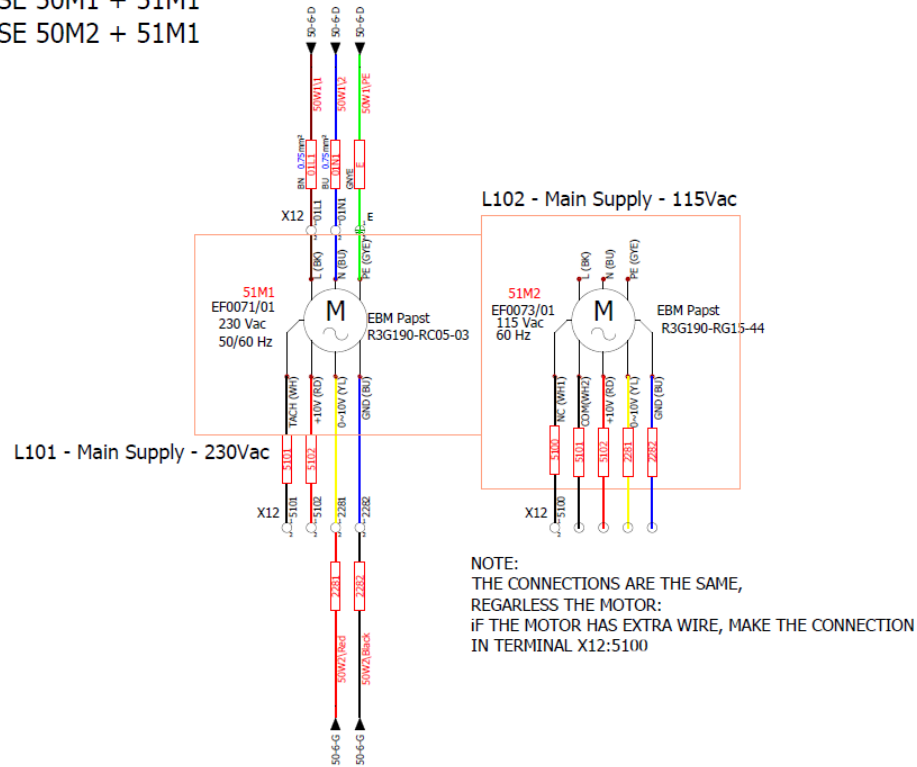 SE 50M1 + 51M1
SE 50M2 + 51M1
50-6-D
50-6-D
50-6-D
50W1\1
50W1\2
50W1\PE
BN 0.75mm²
01L1
BU 0.75mm²
01N1
GNYE
E
X12
01L1
01N1
E
L (BK)
N (BU)
PE (GYE)
51M1
EF0071/01
230 Vac
50/60 Hz
M
EBM Papst
R3G190-RC05-03
TACH (WH)
+10V (RD)
0~10V (YL)
GND (BU)
L101 - Main Supply - 230Vac
5101
5102
X12
5101
5102
2281
2282
2281
2282
50W2\Red
50W2\Black
50-6-G
50-6-G
L102 - Main Supply - 115Vac
L (BK)
N (BU)
PE (GYE)
51M2
EF0073/01
115 Vac
60 Hz
M
EBM Papst
R3G190-RG15-44
NC (WH1)
COM(WH2)
+10V (RD)
0~10V (YL)
GND (BU)
5100
5101
5102
2281
2282
X12
5100
NOTE:
THE CONNECTIONS ARE THE SAME,
REGARLESS THE MOTOR:
iF THE MOTOR HAS EXTRA WIRE, MAKE THE CONNECTION
IN TERMINAL X12:5100